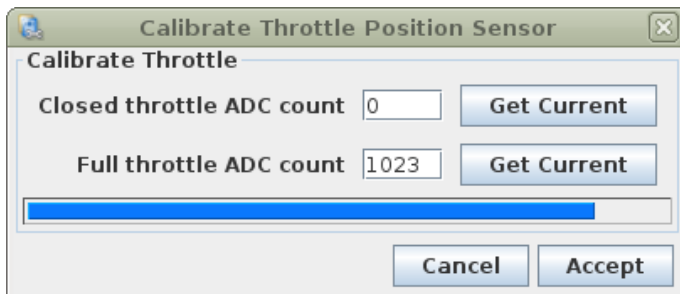 Calibrate Throttle Position Sensor
Calibrate Throttle
Closed throttle ADC count 0 Get Current
Full throttle ADC count 1023 Get Current
Cancel Accept